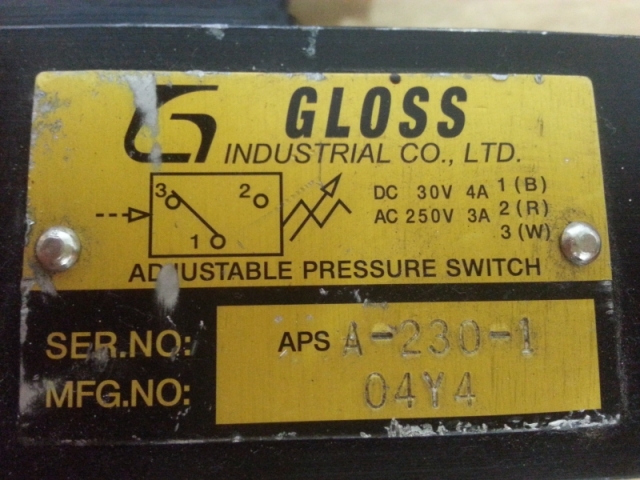 G GLOSS
INDUSTRIAL CO., LTD.
3 2 1
DC 30V 4A 1 (B)
AC 250V 3A 2 (R)
3 (W)
ADJUSTABLE PRESSURE SWITCH
SER.NO: APS A-230-1
MFG.NO: 04Y4